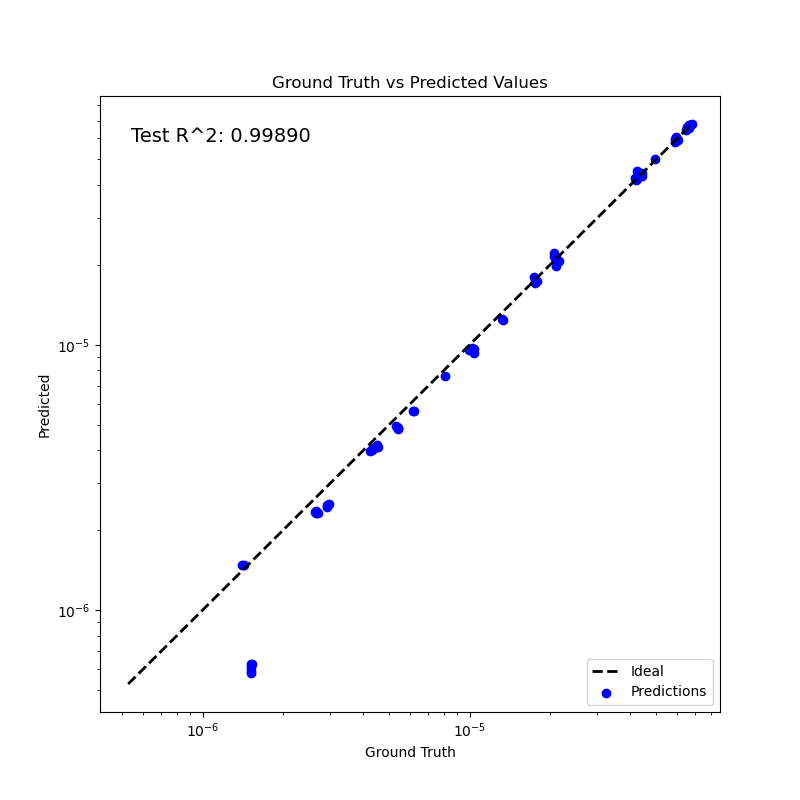 Ground Truth vs Predicted Values
Test R^2: 0.99890
Predicted
10⁻⁵
10⁻⁶
10⁻⁶
10⁻⁵
Ground Truth
Ideal
Predictions